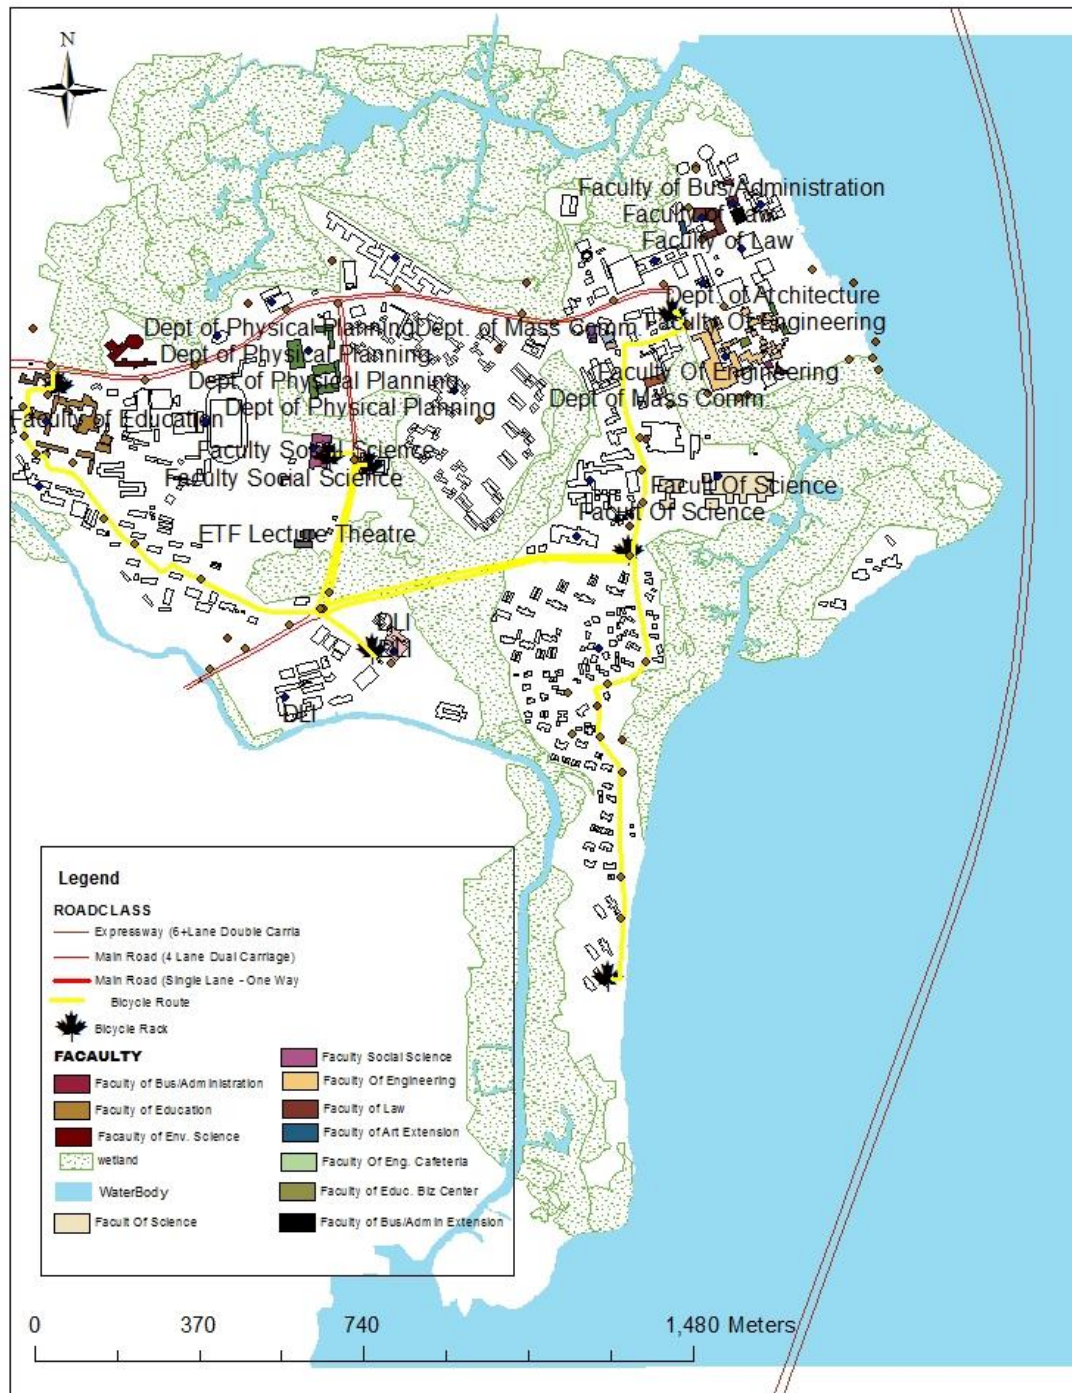 N
Faculty of Bus/Administration
Faculty of Law
Faculty of Law
Dept. of Architecture
Dept of Physical Planning
Dept. of Mass Comm.
Faculty Of Engineering
Dept of Physical Planning
Dept of Physical Planning
Faculty Of Engineering
Dept of Mass Comm.
Dept of Physical Planning
Faculty of Education
Faculty Social Science
Faculty Social Science
Facult Of Science
Facult Of Science
ETF Lecture Theatre
DLI
DLI
DLI
Legend
ROADCLASS
Expressway (6+Lane Double Carria
Main Road (4 Lane Dual Carriage)
Main Road (Single Lane - One Way
Bicycle Route
Bicycle Rack
FACAULTY
Faculty of Bus/Administration
Faculty of Education
Facaulty of Env. Science
wetland
WaterBody
Facult Of Science
Faculty Social Science
Faculty Of Engineering
Faculty of Law
Faculty of Art Extension
Faculty Of Eng. Cafeteria
Faculty of Educ. Biz Center
Faculty of Bus/Admin Extension
0 370 740 1,480 Meters